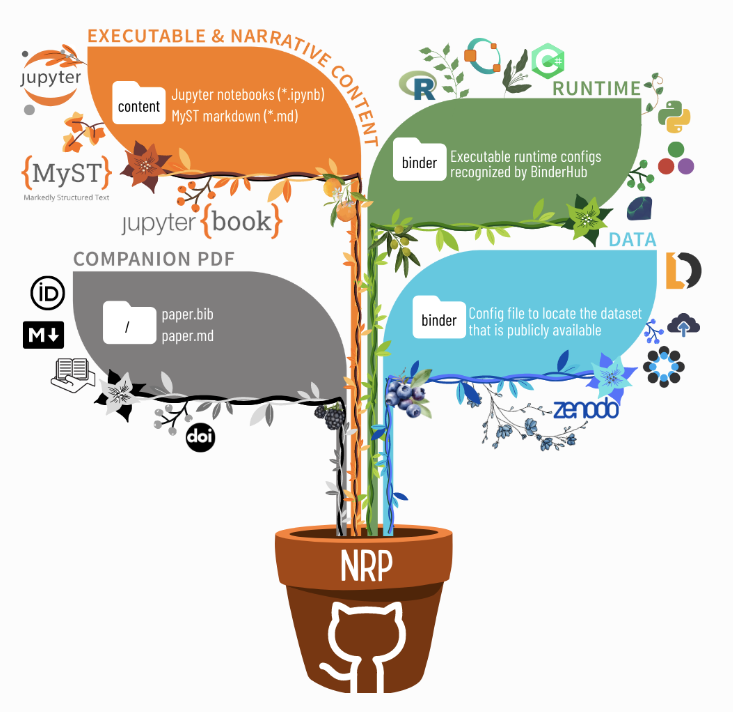 EXECUTABLE & NARRATIVE CONTENT
jupyter
content
Jupyter notebooks (*.ipynb)
MyST markdown (*.md)
{MyST}
Markedly Structured Text
jupyter {book}
R
C#
RUNTIME
binder
Executable runtime configs
recognized by BinderHub
COMPANION PDF
iD
M
/
paper.bib
paper.md
doi
DATA
D
binder
Config file to locate the dataset
that is publicly available
zenodo
NRP